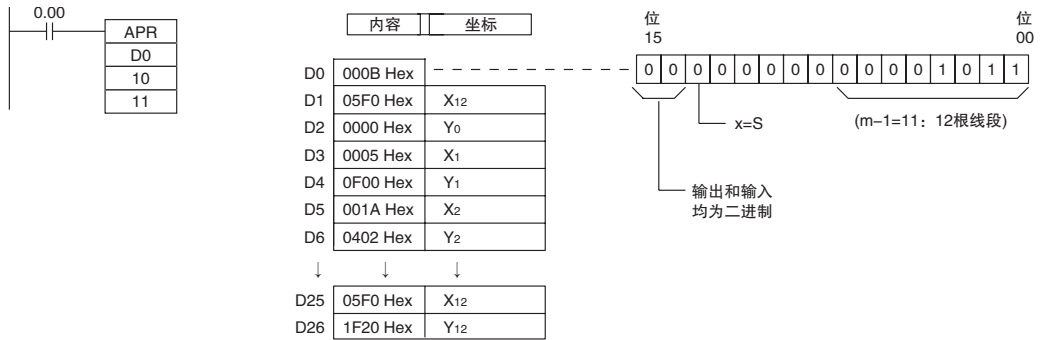 0.00
APR
D0
10
11
内容 坐标
D0 000B Hex
D1 05F0 Hex X12
D2 0000 Hex Y0
D3 0005 Hex X1
D4 0F00 Hex Y1
D5 001A Hex X2
D6 0402 Hex Y2
↓ ↓ ↓
D25 05F0 Hex X12
D26 1F20 Hex Y12
位 位
15 00
0 0 0 0 0 0 0 0 0 0 0 0 1 0 1 1
x=S
(m−1=11：12根线段)
输出和输入
均为二进制